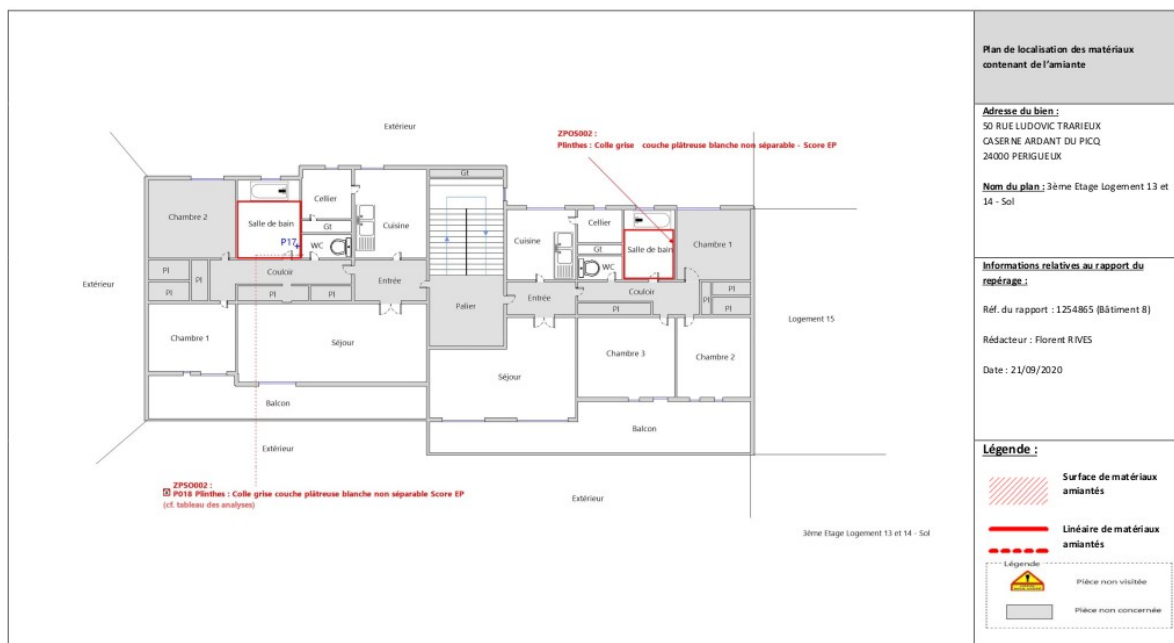 Plan de localisation des matériaux
contenant de l'amiante
Adresse du bien :
50 RUE LUDOVIC TRARIEUX
CASERNE ARDANT DU PICQ
24000 PERIGUEUX
Nom du plan : 3ème Etage Logement 13 et
14 - Sol
Informations relatives au rapport du
repérage :
Réf. du rapport : 1254865 (Bâtiment 8)
Rédacteur : Florent RIVES
Date : 21/09/2020
Légende :
Surface de matériaux
amiantés
Linéaire de matériaux
amiantés
Légende
Pièce non visitée
Pièce non concernée
Extérieur
ZPOS002 :
Plinthes : Colle grise couche plâtreuse blanche non séparable - Score EP
Gt
Chambre 2
Salle de bain
P17
Cellier
Gt
WC
Cuisine
Cuisine
Cellier
Gt
WC
Salle de bain
Chambre 1
Extérieur
Pl
Pl
Pl
Couloir
Pl
Pl
Entrée
Palier
Entrée
Couloir
Pl
Pl
Pl
Pl
Logement 15
Chambre 1
Séjour
Séjour
Chambre 3
Chambre 2
Balcon
Balcon
Extérieur
ZPSO002 :
P018 Plinthes : Colle grise couche plâtreuse blanche non séparable Score EP
(cf. tableau des analyses)
Extérieur
3ème Etage Logement 13 et 14 - Sol